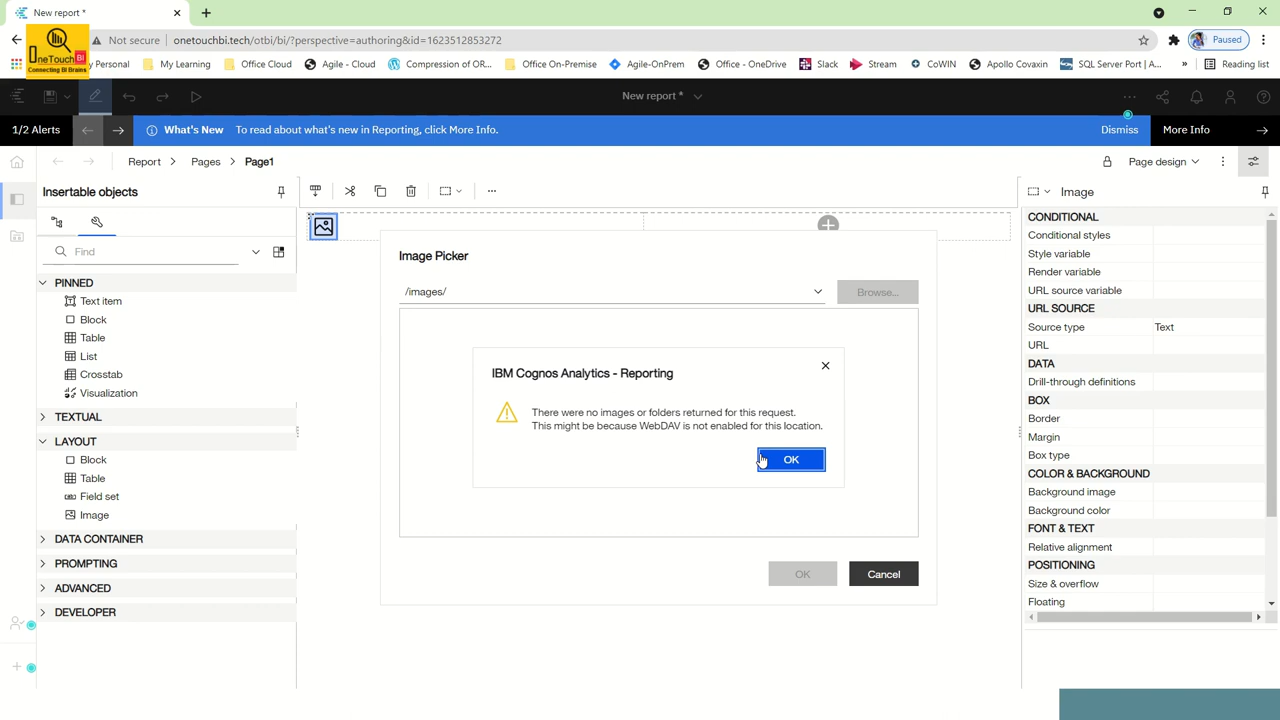 New report *
Not secure
onetouchbi.tech/otbi/bi/?perspective=authoring&id=1623512853272
Paused
OneTouch BI
Connecting BI Brains
y Personal
My Learning
Office Cloud
Agile - Cloud
Compression of OR...
Office On-Premise
Agile-OnPrem
Office - OneDrive
Slack
Stream
CoWIN
Apollo Covaxin
SQL Server Port | A...
»
Reading list
New report *
1/2 Alerts
What's New To read about what's new in Reporting, click More Info.
Dismiss
More Info
Report
Pages
Page1
Page design
Insertable objects
Image
Find
PINNED
Text item
Block
Table
List
Crosstab
Visualization
TEXTUAL
LAYOUT
Block
Table
Field set
Image
DATA CONTAINER
PROMPTING
ADVANCED
DEVELOPER
Image Picker
/images/
Browse...
IBM Cognos Analytics - Reporting
There were no images or folders returned for this request.
This might be because WebDAV is not enabled for this location.
OK
OK
Cancel
CONDITIONAL
Conditional styles
Style variable
Render variable
URL source variable
URL SOURCE
Source type Text
URL
DATA
Drill-through definitions
BOX
Border
Margin
Box type
COLOR & BACKGROUND
Background image
Background color
FONT & TEXT
Relative alignment
POSITIONING
Size & overflow
Floating